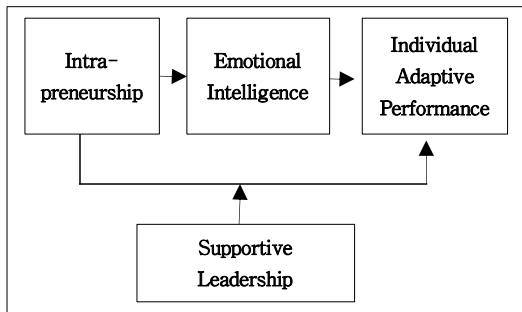 Intra-
preneurship
Emotional
Intelligence
Individual
Adaptive
Performance
Supportive
Leadership